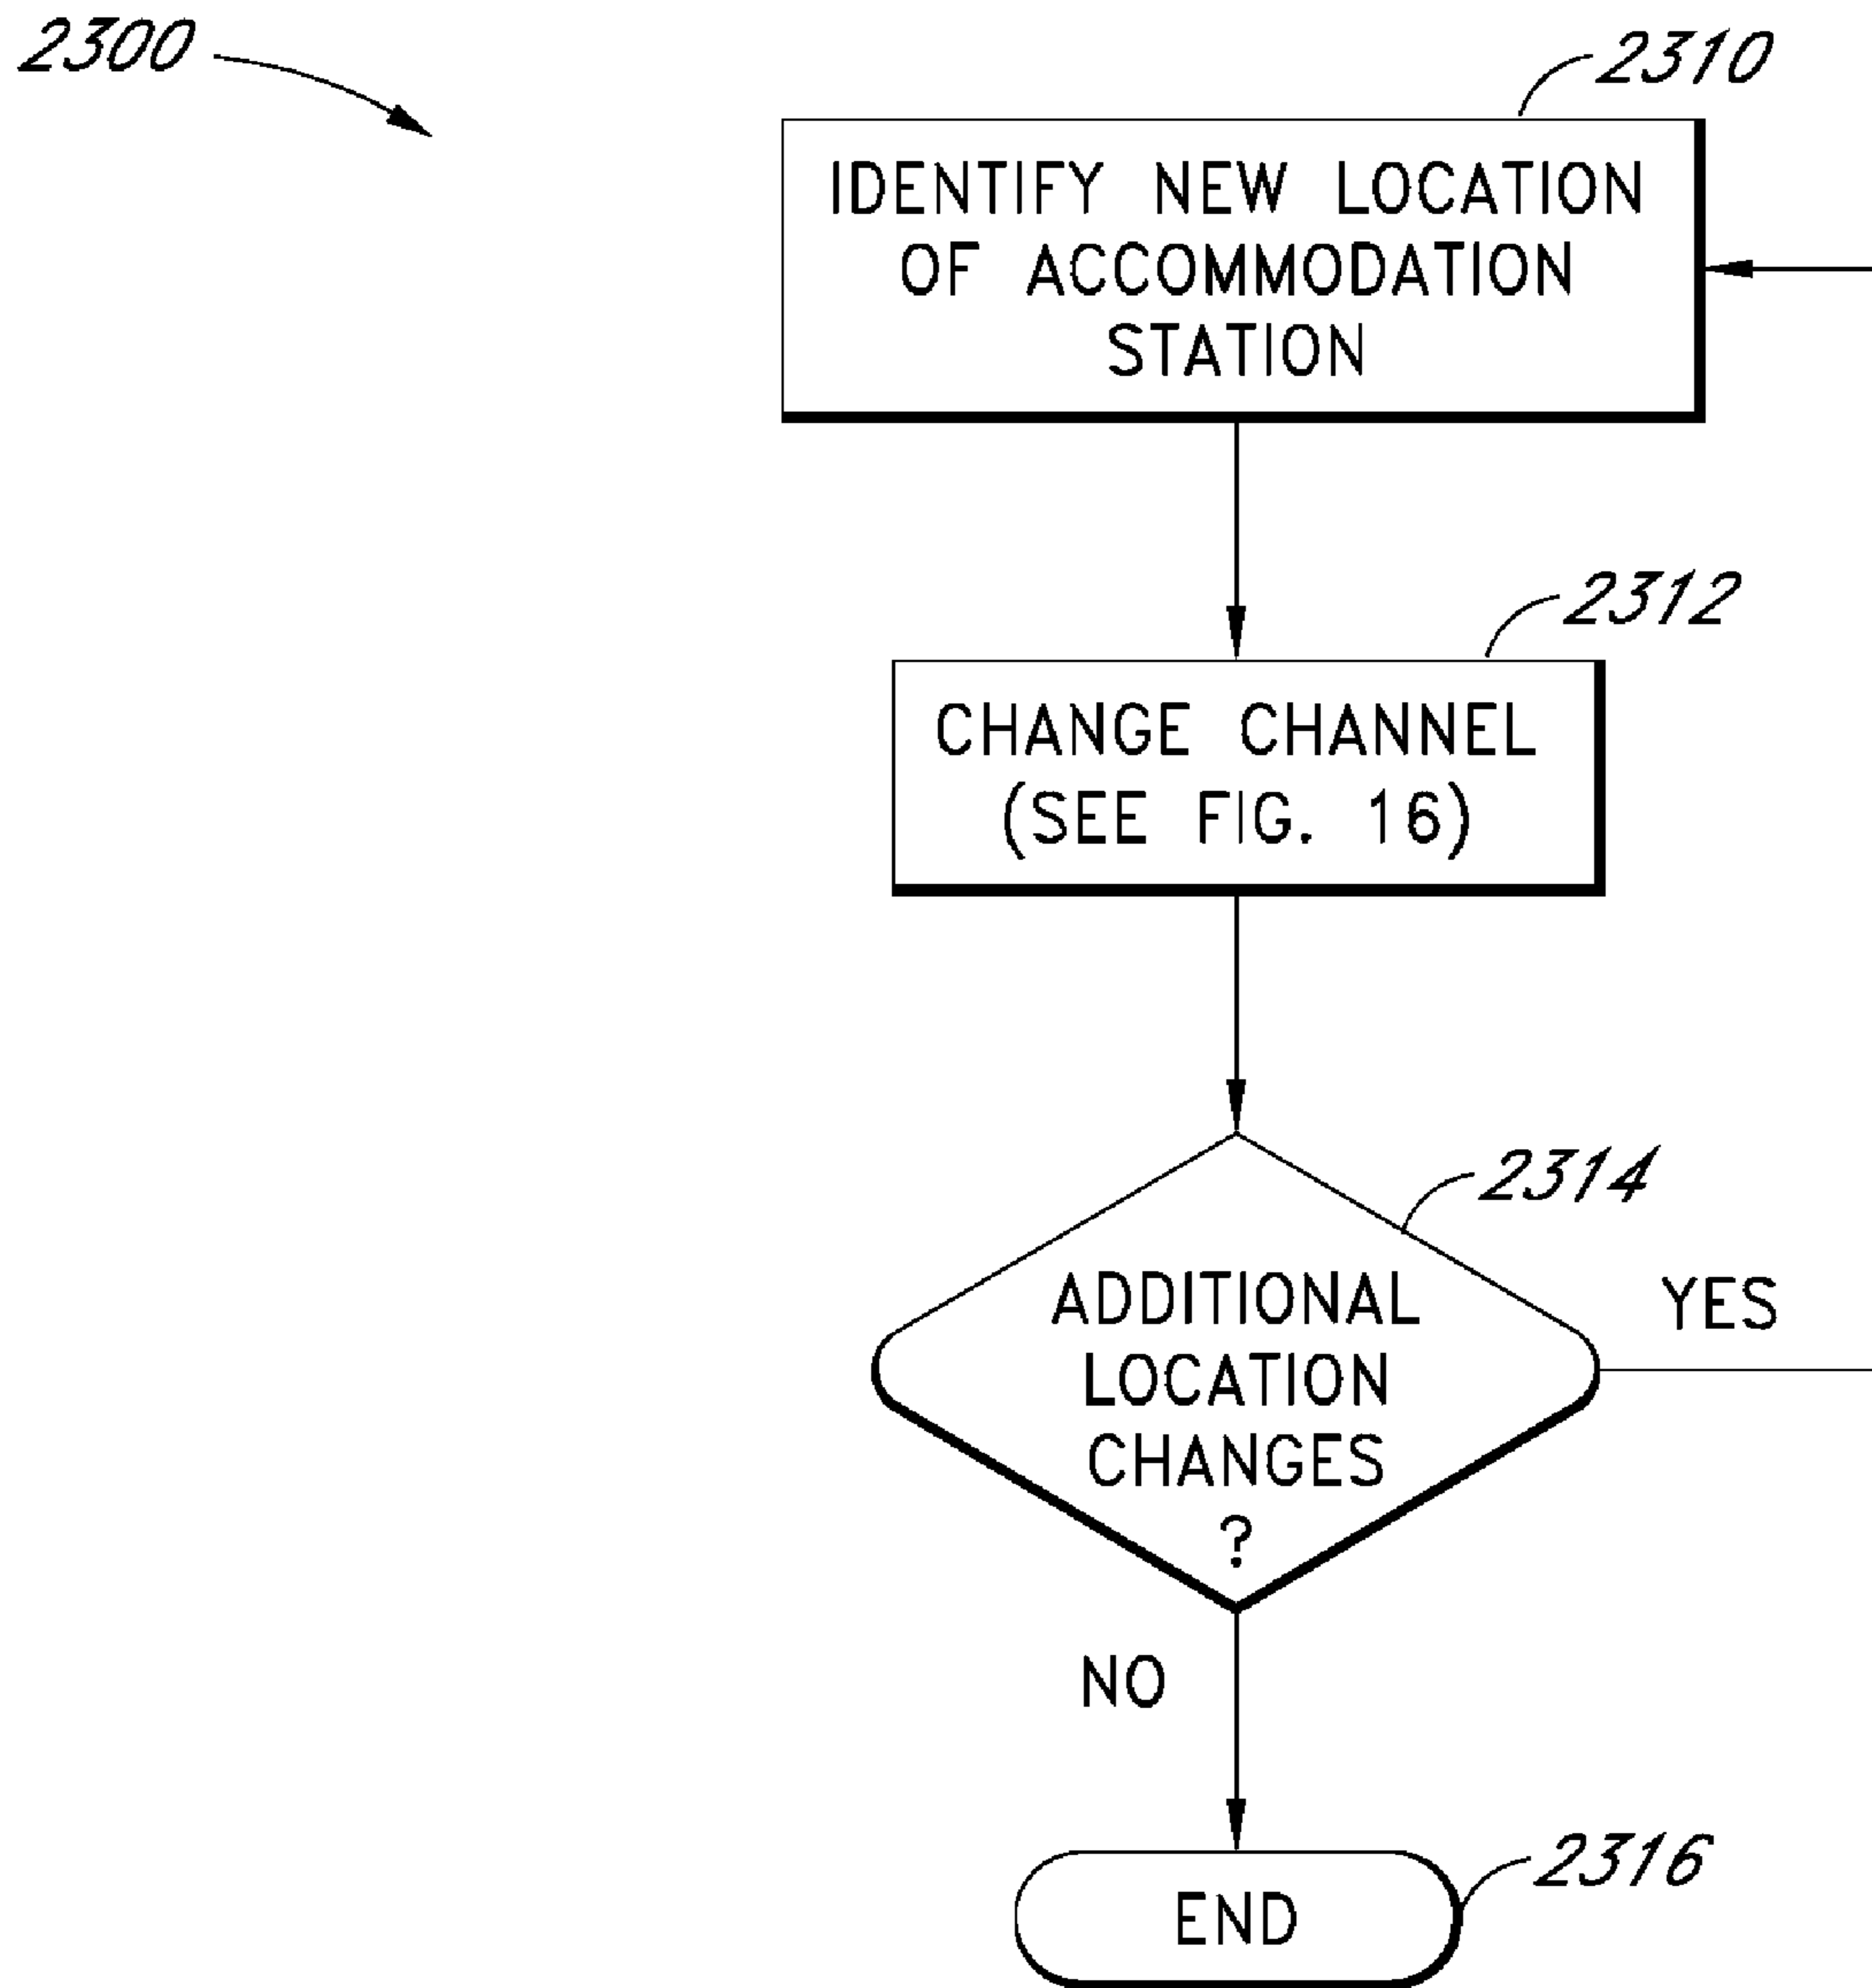 2300
2310
IDENTIFY NEW LOCATION
OF ACCOMMODATION
STATION
2312
CHANGE CHANNEL
(SEE FIG. 16)
2314
ADDITIONAL
LOCATION
CHANGES
?
YES
NO
2316
END